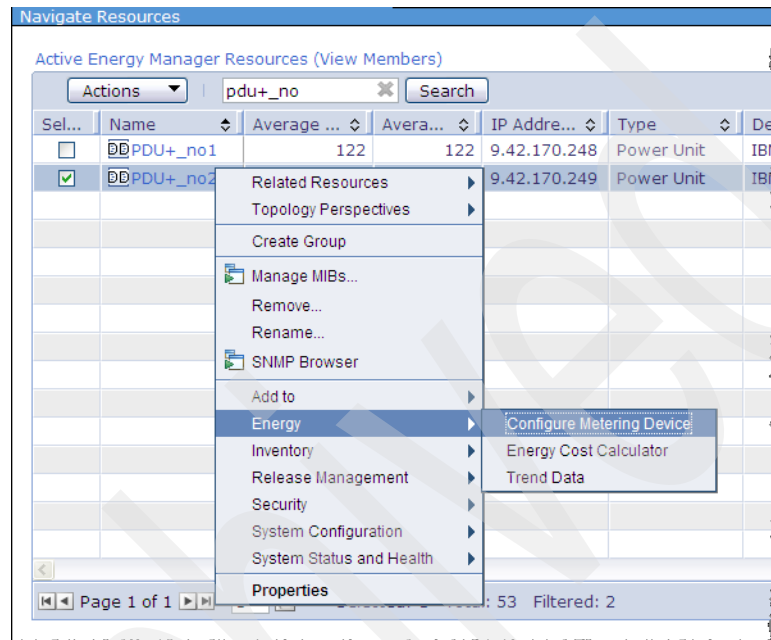 Navigate Resources
Active Energy Manager Resources (View Members)
Actions pdu+_no Search
Sel... Name Average ... Avera... IP Addre... Type De
PDU+_no1 122 122 9.42.170.248 Power Unit IBM
PDU+_no2 9.42.170.249 Power Unit
Related Resources
Topology Perspectives
Create Group
Manage MIBs...
Remove...
Rename...
SNMP Browser
Add to
Energy
Configure Metering Device
Inventory
Energy Cost Calculator
Release Management
Trend Data
Security
System Configuration
System Status and Health
Properties
Page 1 of 1 53 Filtered: 2